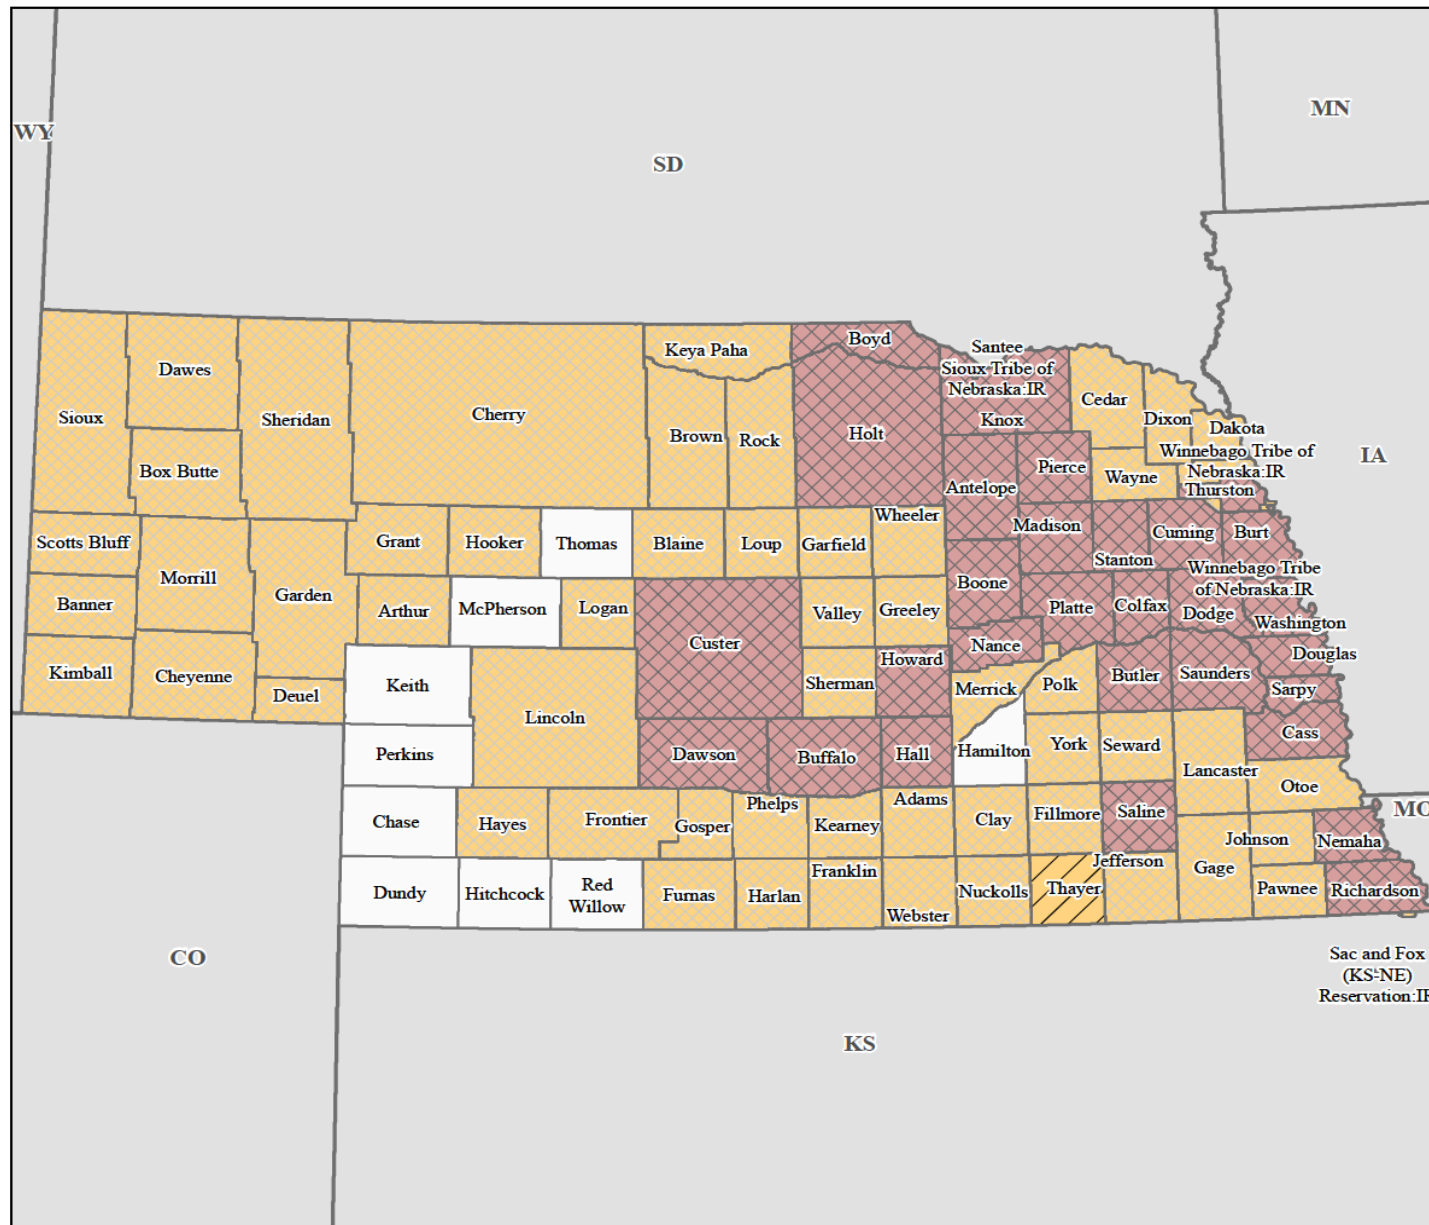 MN
WY
SD
Boyd
Santee
Sioux Tribe of
Nebraska:IR
Keya Paha
Dawes
Cedar
Sioux
Sheridan
Cherry
Knox
Dixon
Dakota
Brown
Rock
Holt
Winnebago Tribe of
Nebraska:IR
IA
Box Butte
Pierce
Wayne
Thurston
Antelope
Wheeler
Madison
Cuming
Burt
Scotts Bluff
Grant
Hooker
Thomas
Blaine
Loup
Garfield
Stanton
Morrill
Boone
Winnebago Tribe
of Nebraska:IR
Banner
Garden
Arthur
McPherson
Logan
Valley
Greeley
Platte
Colfax
Dodge
Washington
Custer
Nance
Howard
Douglas
Kimball
Cheyenne
Keith
Sherman
Merrick
Polk
Butler
Saunders
Sarpy
Deuel
Lincoln
Cass
Perkins
Dawson
Buffalo
Hall
Hamilton
York
Seward
Lancaster
Otoe
Chase
Hayes
Frontier
Gosper
Phelps
Kearney
Adams
Clay
Fillmore
Saline
MO
Johnson
Nemaha
Jefferson
Gage
Franklin
Dundy
Hitchcock
Red
Willow
Furnas
Harlan
Webster
Nuckolls
Thayer
Pawnee
Richardson
CO
Sac and Fox
(KS-NE)
Reservation:IR
KS